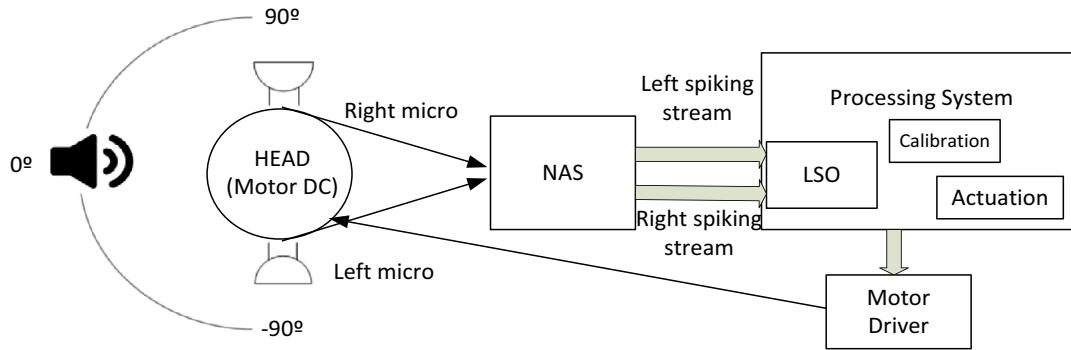 90º
0º
-90º
HEAD
(Motor DC)
Right micro
Left micro
NAS
Left spiking
stream
Right spiking
stream
Processing System
Calibration
LSO
Actuation
Motor
Driver